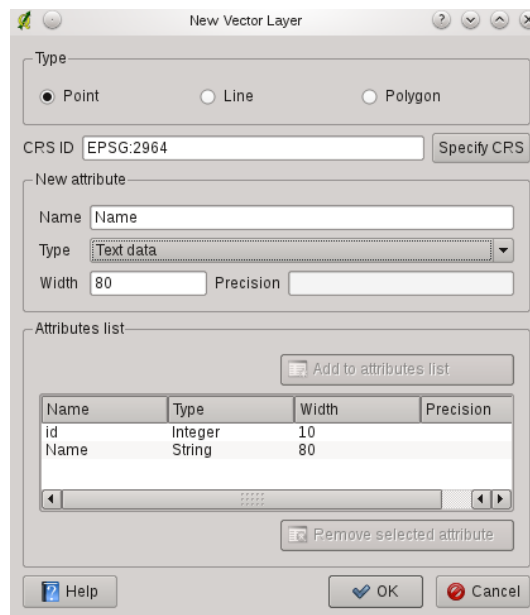 New Vector Layer
Type
Point Line Polygon
CRS ID EPSG:2964 Specify CRS
New attribute
Name Name
Type Text data
Width 80 Precision
Attributes list
Add to attributes list
Name Type Width Precision
id Integer 10
Name String 80
Remove selected attribute
Help OK Cancel